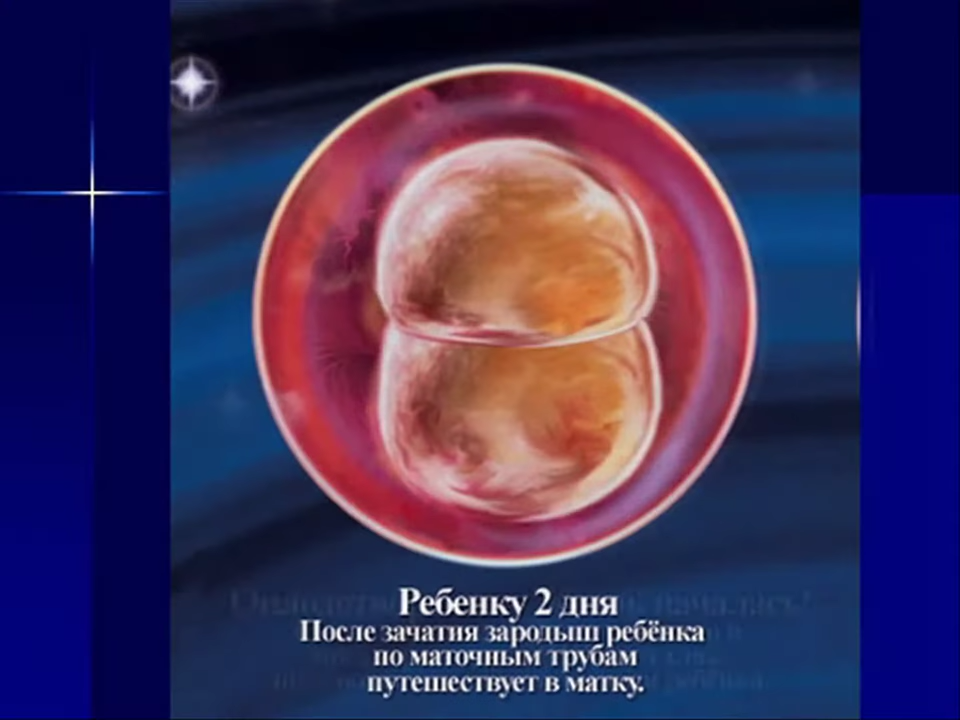 Ребенку 2 дня
После зачатия зародыш ребёнка
по маточным трубам
путешествует в матку.